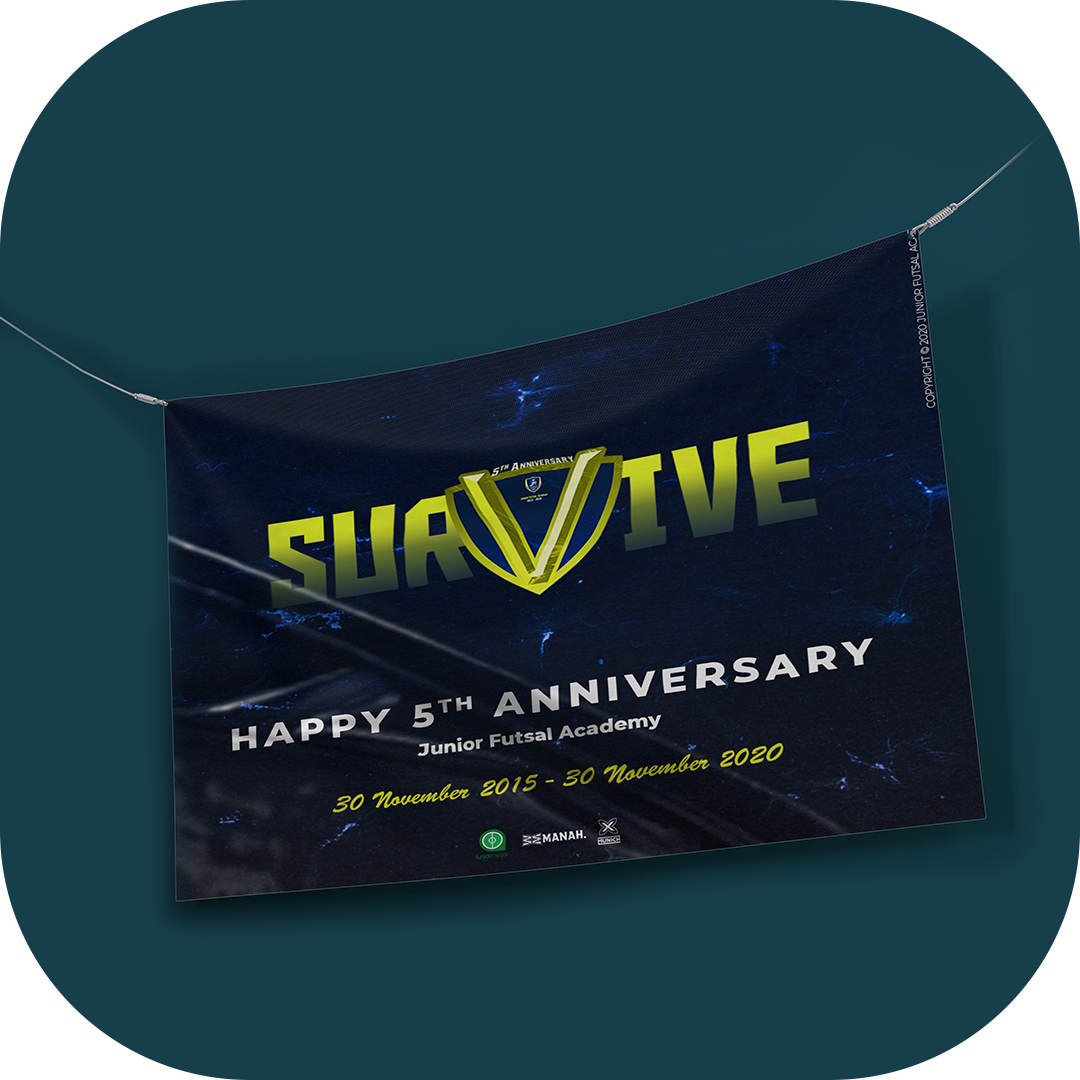 COPYRIGHT © 2020 JUNIOR FUTSAL AC
5TH ANNIVERSARY
SURVIVE
HAPPY 5TH ANNIVERSARY
Junior Futsal Academy
30 November 2015 - 30 November 2020
MANAH.
MUNICH